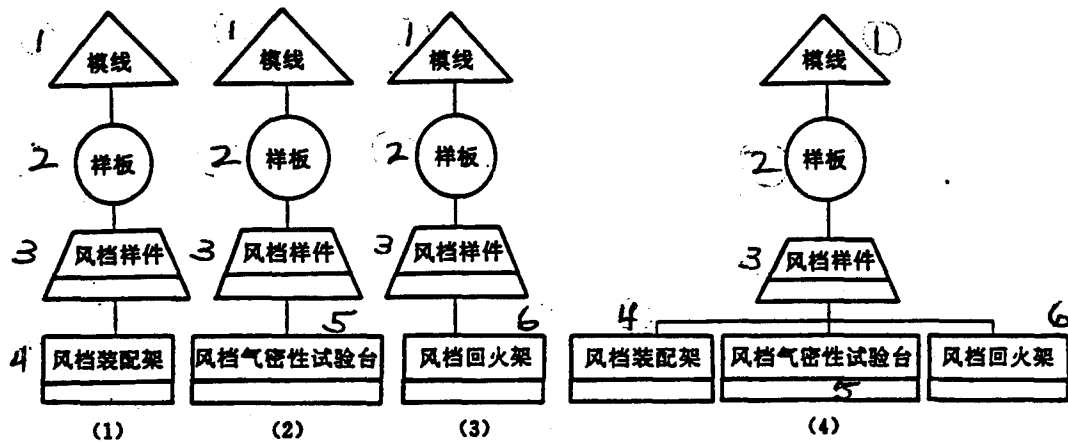 1 模线 1 模线 1 模线 1 模线
2 样板 2 样板 2 样板 2 样板
3 风档样件 3 风档样件 3 风档样件 3 风档样件
5 6 4 6
4 风档装配架 风档气密性试验台 风档回火架 风档装配架 风档气密性试验台 风档回火架
5
(1) (2) (3) (4)